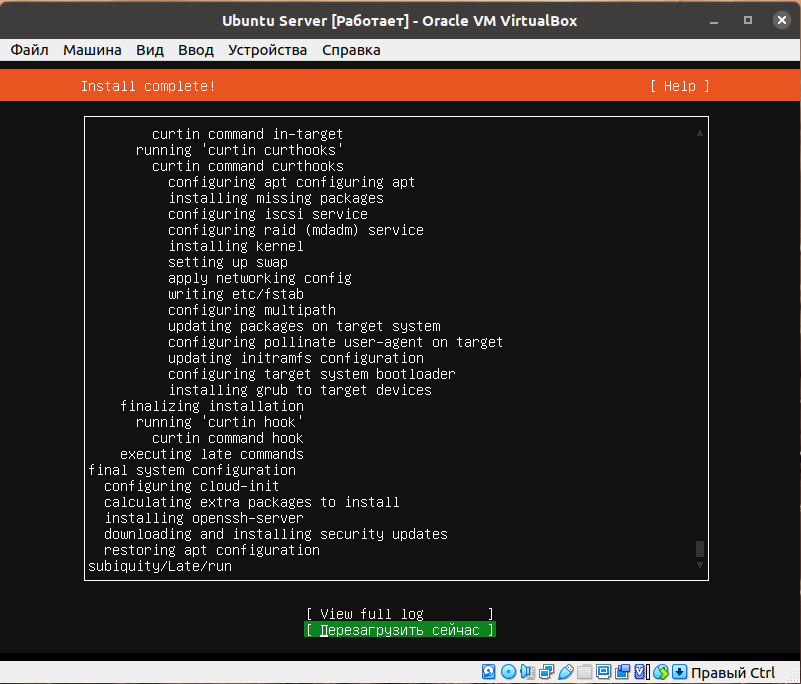 Ubuntu Server [Работает] - Oracle VM VirtualBox
Файл Машина Вид Ввод Устройства Справка
Install complete! [ Help ]
curtin command in-target
running 'curtin curthooks'
curtin command curthooks
configuring apt configuring apt
installing missing packages
configuring iscsi service
configuring raid (mdadm) service
installing kernel
setting up swap
apply networking config
writing etc/fstab
configuring multipath
updating packages on target system
configuring pollinate user-agent on target
updating initramfs configuration
configuring target system bootloader
installing grub to target devices
finalizing installation
running 'curtin hook'
curtin command hook
executing late commands
final system configuration
configuring cloud-init
calculating extra packages to install
installing openssh-server
downloading and installing security updates
restoring apt configuration
subiquity/Late/run
[ View full log ]
[ Перезагрузить сейчас ]
Правый Ctrl